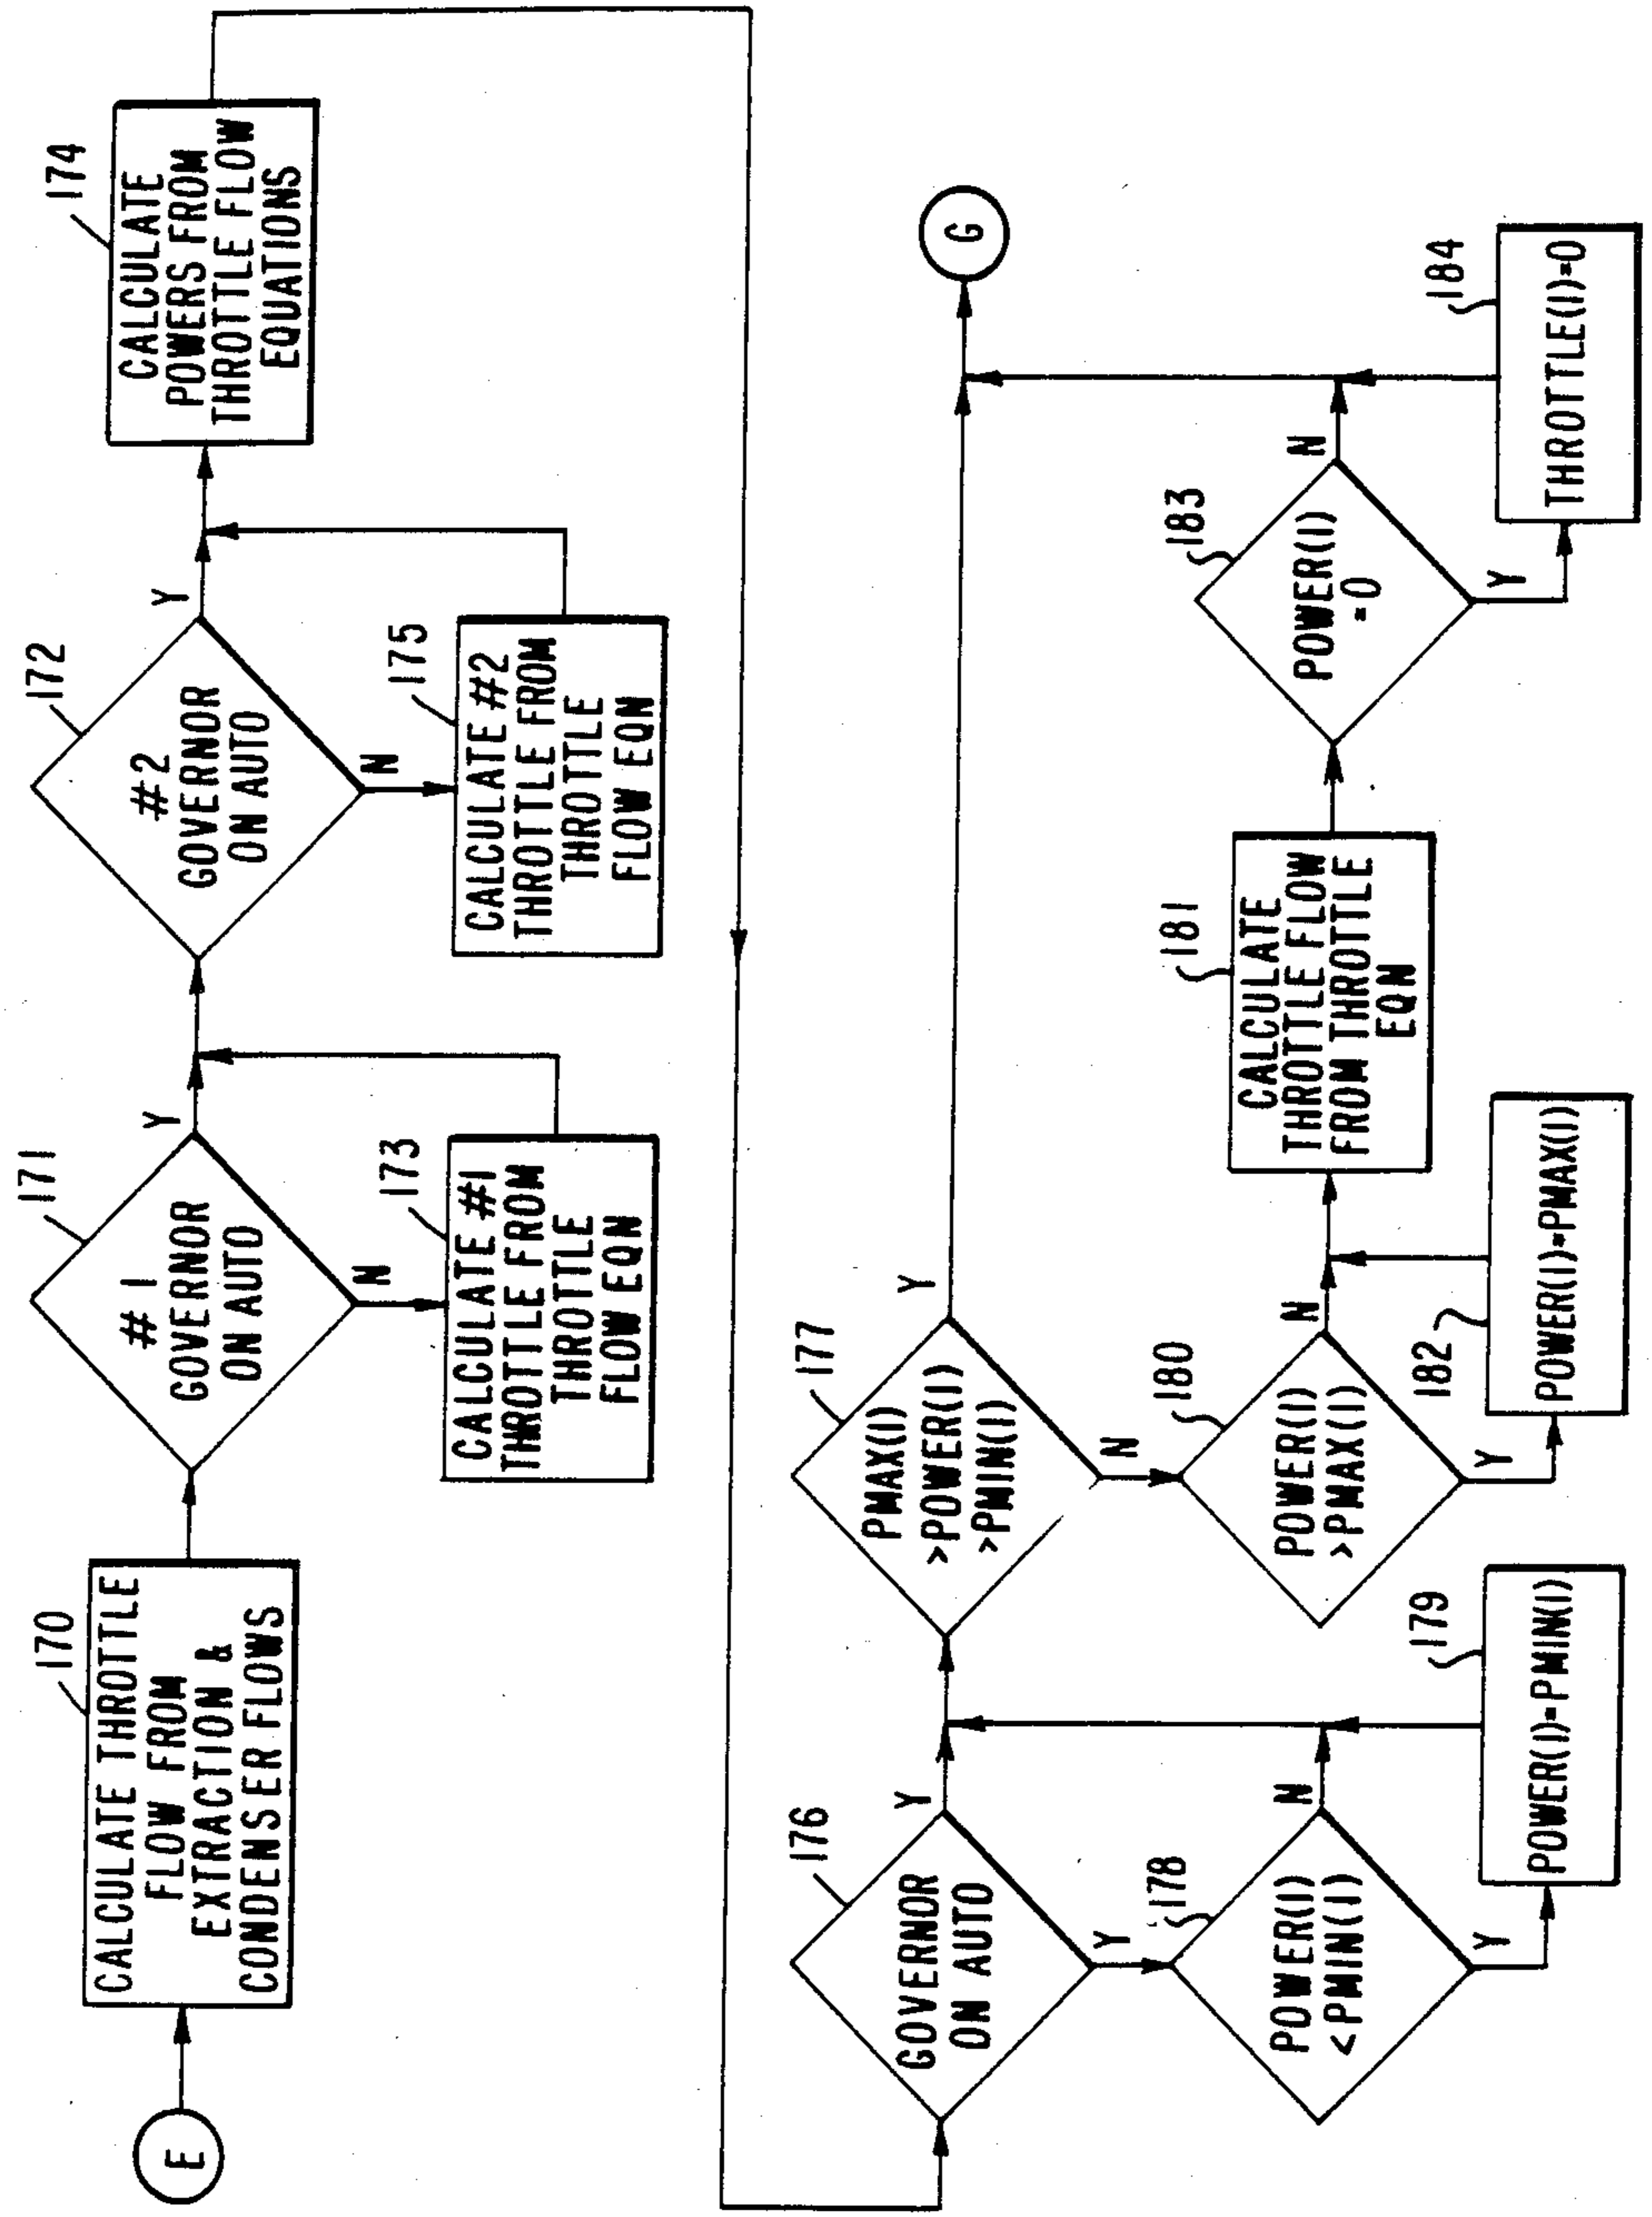 E
170
CALCULATE THROTTLE
FLOW FROM
EXTRACTION &
CONDENSER FLOWS
171
#1
GOVERNOR
ON AUTO
Y
N
173
CALCULATE #1
THROTTLE FROM
THROTTLE
FLOW EQN
172
#2
GOVERNOR
ON AUTO
Y
N
175
CALCULATE #2
THROTTLE FROM
THROTTLE
FLOW EQN
174
CALCULATE
POWERS FROM
THROTTLE FLOW
EQUATIONS
176
GOVERNOR
ON AUTO
Y
Y
178
POWER(I)
<PMIN(I)
N
Y
179
POWER(I)=PMIN(I)
177
PMAX(I)
>POWER(I)
>PMIN(I)
Y
N
180
POWER(I)
>PMAX(I)
N
Y
182
POWER(I)=PMAX(I)
181
CALCULATE
THROTTLE FLOW
FROM THROTTLE
EQN
183
POWER(I)
=0
N
Y
184
THROTTLE(I)=0
G